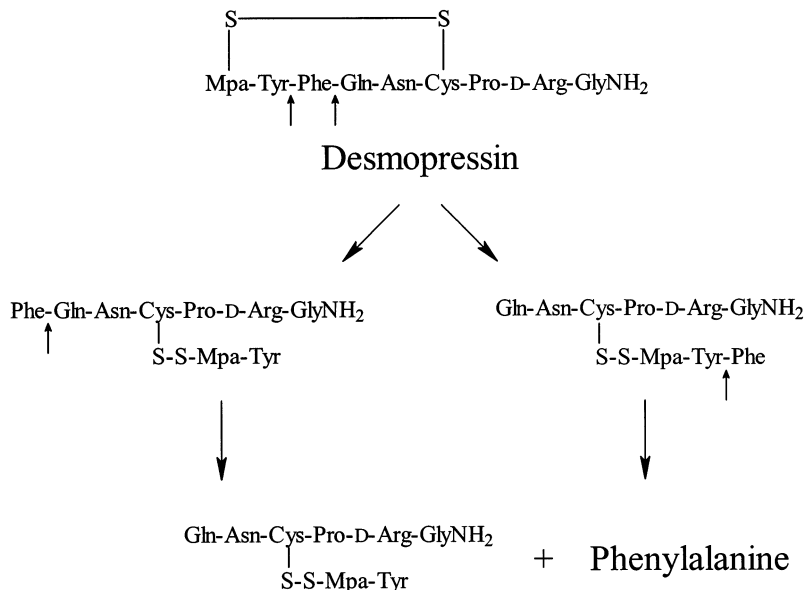 S S
Mpa-Tyr-Phe-Gln-Asn-Cys-Pro-D-Arg-GlyNH2
Desmopressin
Phe-Gln-Asn-Cys-Pro-D-Arg-GlyNH2
S-S-Mpa-Tyr
Gln-Asn-Cys-Pro-D-Arg-GlyNH2
S-S-Mpa-Tyr-Phe
Gln-Asn-Cys-Pro-D-Arg-GlyNH2
S-S-Mpa-Tyr
+ Phenylalanine